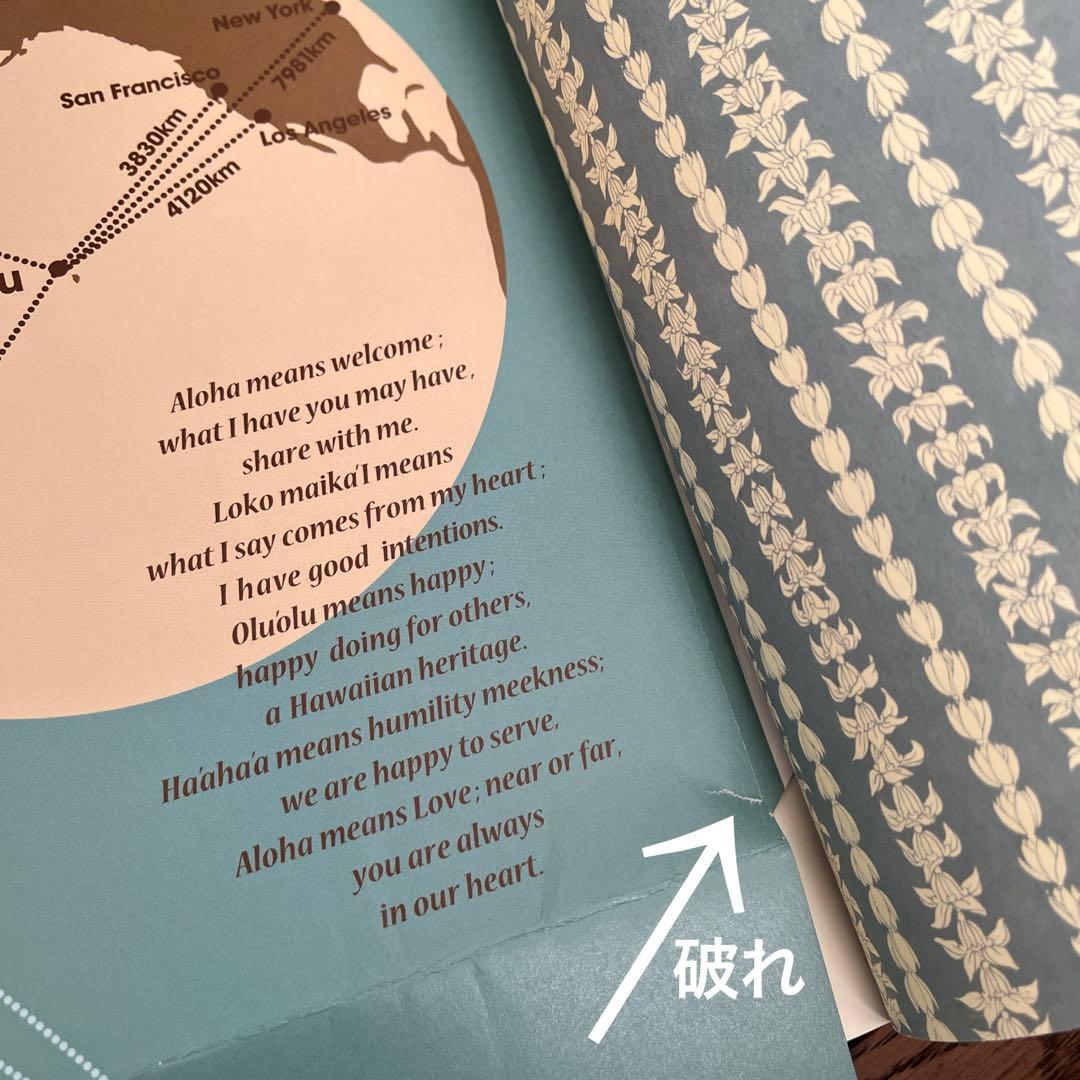 New York
7981km
San Francisco
3830km
Los Angeles
4120km
u
Aloha means welcome ;
what I have you may have,
share with me.
Loko maika'I means
what I say comes from my heart ;
I have good intentions.
Olu'olu means happy ;
happy doing for others,
a Hawaiian heritage.
Ha'aha'a means humility meekness;
we are happy to serve,
Aloha means Love ; near or far,
you are always
in our heart.
破れ